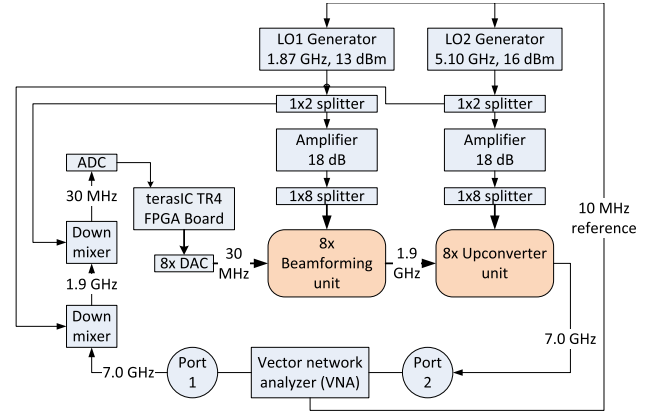 LO1 Generator
1.87 GHz, 13 dBm
LO2 Generator
5.10 GHz, 16 dBm
1x2 splitter
1x2 splitter
Amplifier
18 dB
Amplifier
18 dB
ADC
30 MHz
terasIC TR4
FPGA Board
1x8 splitter
1x8 splitter
10 MHz
reference
Down
mixer
8x DAC
30
MHz
8x
Beamforming
unit
1.9
GHz
8x Upconverter
unit
1.9 GHz
Down
mixer
7.0 GHz
7.0 GHz
Port
1
Vector network
analyzer (VNA)
Port
2